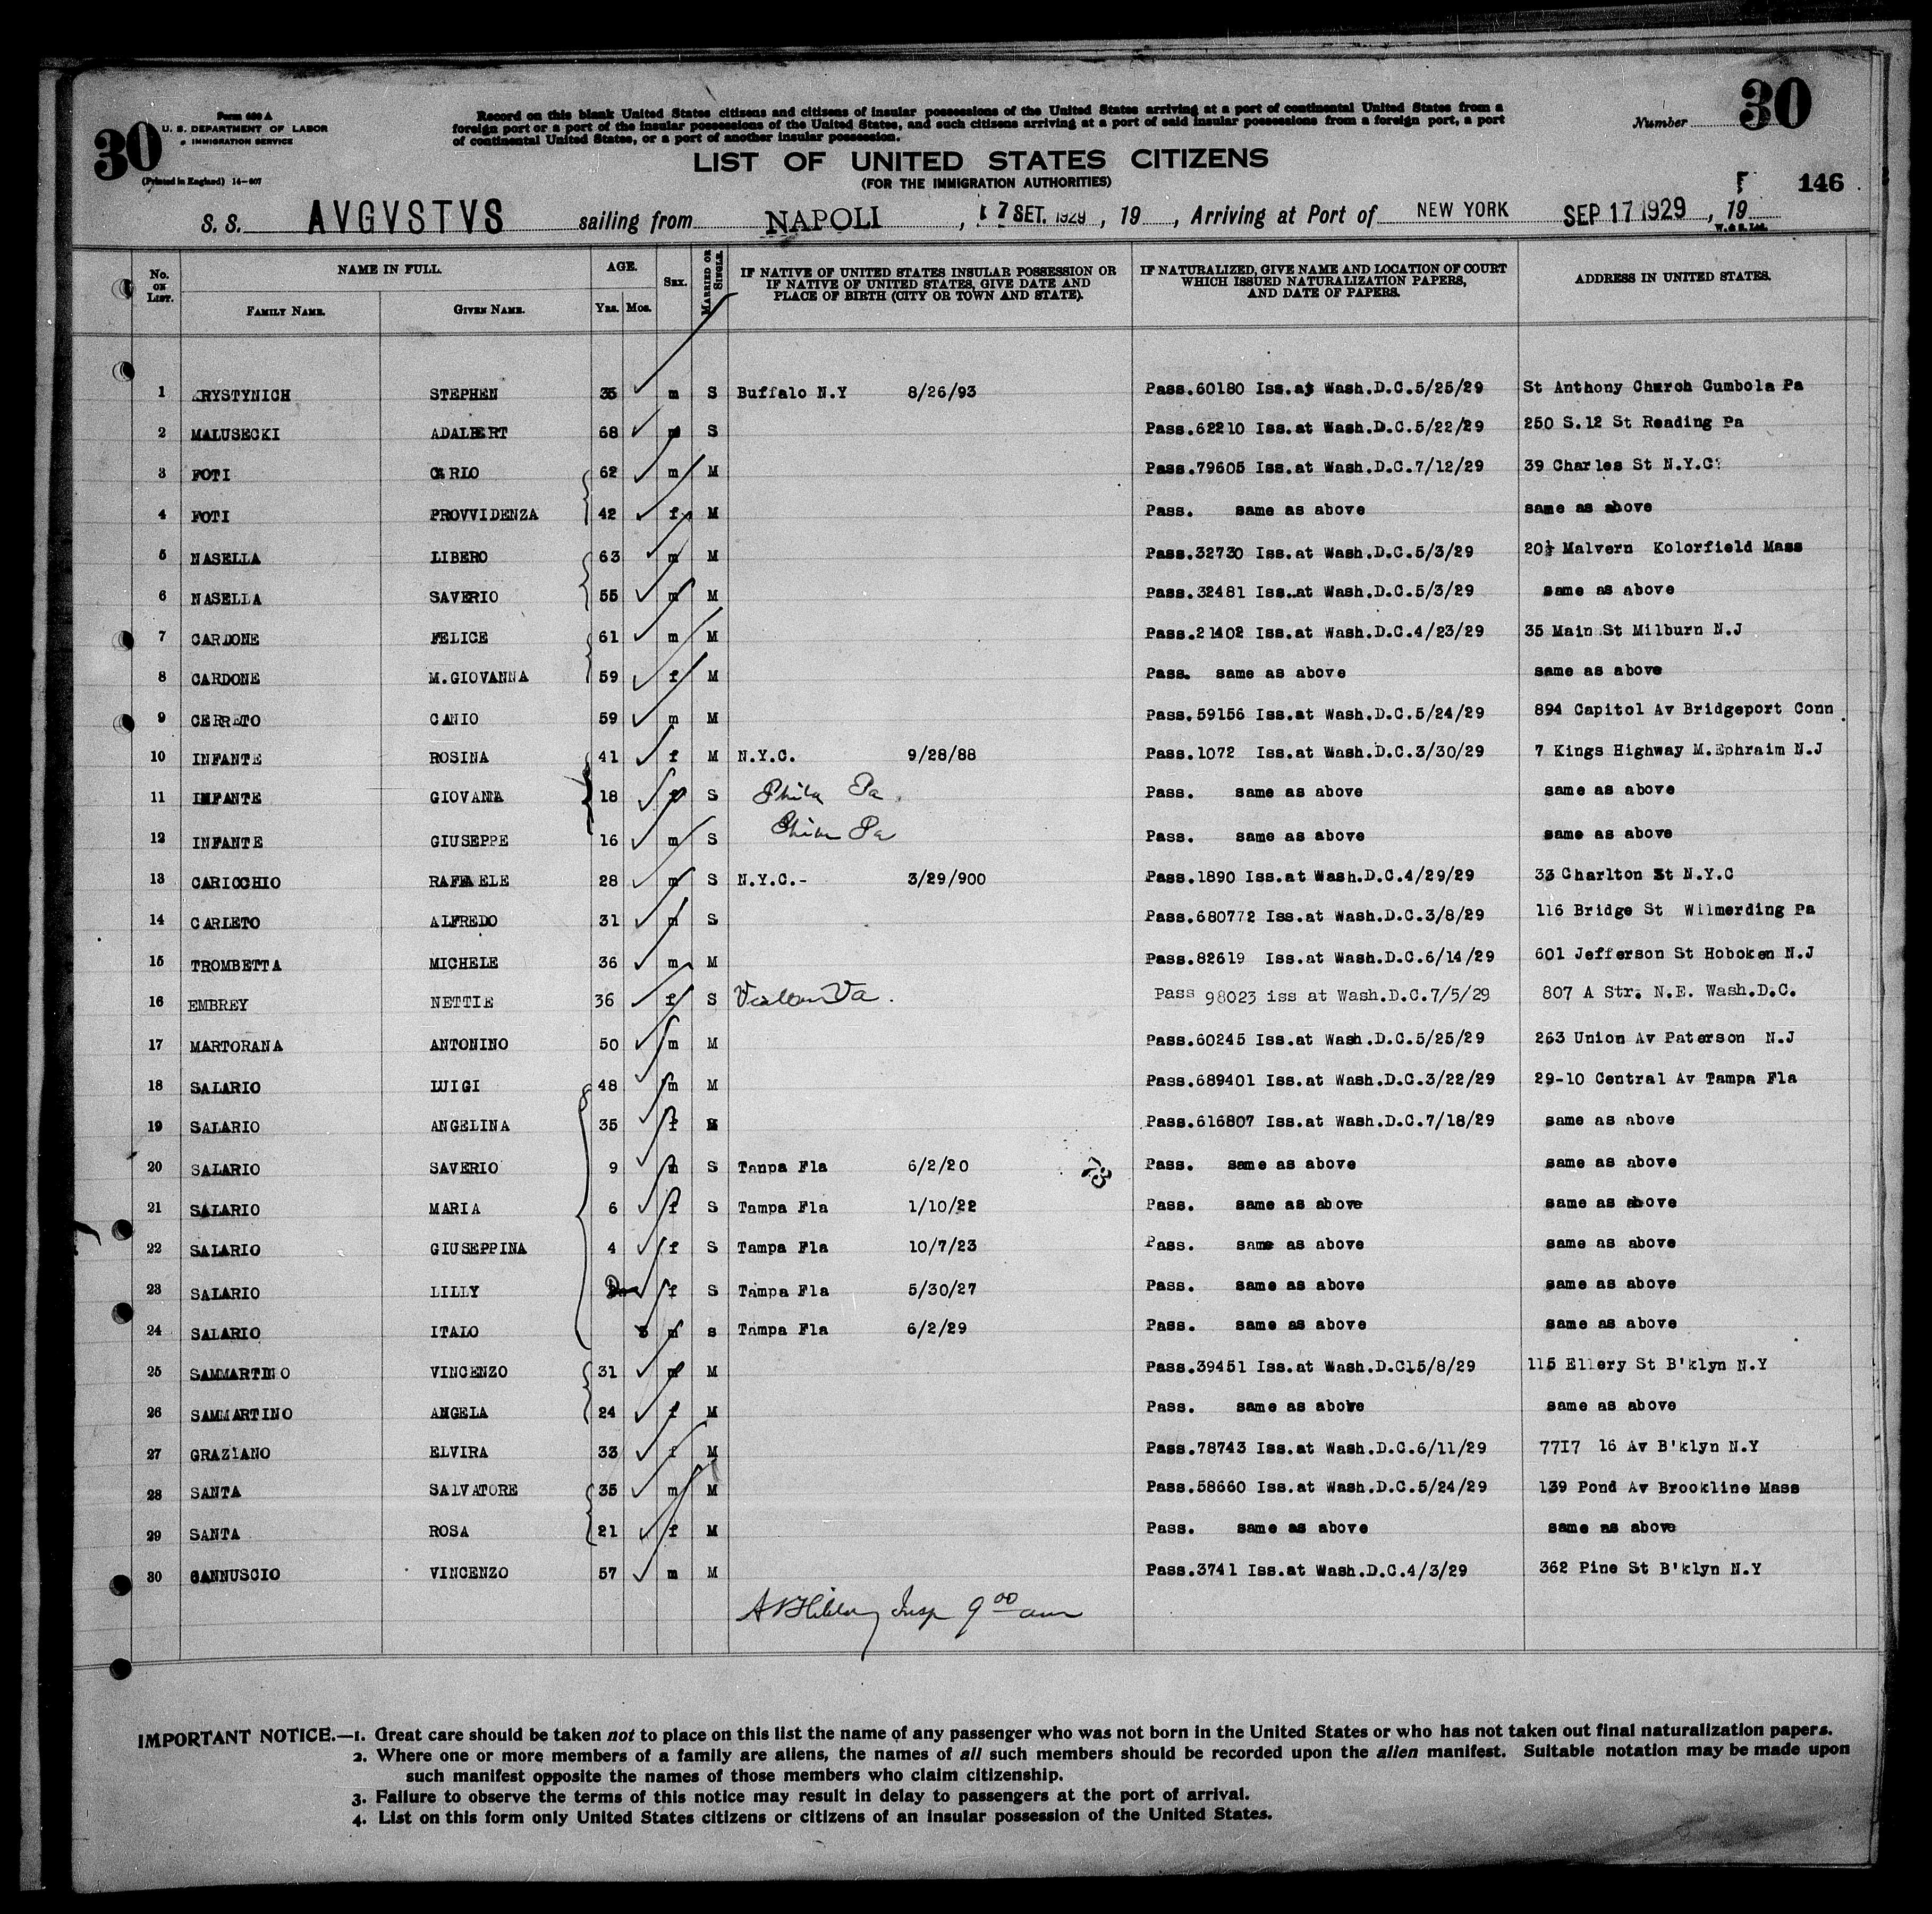 Form 630 A
U. S. DEPARTMENT OF LABOR
IMMIGRATION SERVICE
(Printed in England) 14-607
30
Record on this blank United States citizens and citizens of insular possessions of the United States arriving at a port of continental United States from a
foreign port or a port of the insular possessions of the United States, and such citizens arriving at a port of said insular possessions from a foreign port, a port
of continental United States, or a port of another insular possession.
Number 30
LIST OF UNITED STATES CITIZENS
(FOR THE IMMIGRATION AUTHORITIES)
F 146
S. S. AVGVSTVS sailing from NAPOLI, 7 SET. 1929, 19 , Arriving at Port of NEW YORK SEP 17 1929, 19
W. & S. Ltd.
No. on List. NAME IN FULL. AGE. Sex. Married or Single. IF NATIVE OF UNITED STATES INSULAR POSSESSION OR IF NATIVE OF UNITED STATES, GIVE DATE AND PLACE OF BIRTH (CITY OR TOWN AND STATE). IF NATURALIZED, GIVE NAME AND LOCATION OF COURT WHICH ISSUED NATURALIZATION PAPERS, AND DATE OF PAPERS. ADDRESS IN UNITED STATES.
Family Name. Given Name. Yrs. Mos.
1 KRYSTYNICH STEPHEN 35 m S Buffalo N.Y 8/26/93 Pass.60180 Iss.at Wash.D.C.5/25/29 St Anthony Church Cumbola Pa
2 MALUSECKI ADALBERT 68 m S Pass.62210 Iss.at Wash.D.C.5/22/29 250 S.12 St Reading Pa
3 FOTI CARLO 62 m M Pass.79605 Iss.at Wash.D.C.7/12/29 39 Charles St N.Y.C.
4 FOTI PROVVIDENZA 42 f M Pass. same as above same as above
5 NASELLA LIBERO 63 m M Pass.32730 Iss.at Wash.D.C.5/3/29 20½ Malvern Kolorfield Mass
6 NASELLA SAVERIO 55 m M Pass.32481 Iss..at Wash.D.C.5/3/29 same as above
7 CARDONE FELICE 61 m M Pass.21402 Iss.at Wash.D.C.4/23/29 35 Main St Milburn N.J
8 CARDONE M.GIOVANNA 59 f M Pass. same as above same as above
9 CERRETO CANIO 59 m M Pass.59156 Iss.at Wash.D.C.5/24/29 894 Capitol Av Bridgeport Conn
10 INFANTE ROSINA 41 f M N.Y.C. 9/28/88 Pass.1072 Iss.at Wash.D.C.3/30/29 7 Kings Highway M.Ephraim N.J
11 INFANTE GIOVANNA 18 f S Phila Pa. Pass. same as above same as above
12 INFANTE GIUSEPPE 16 m S Phila Pa Pass. same as above same as above
13 CARICCHIO RAFFAELE 28 m S N.Y.C.- 3/29/900 Pass.1890 Iss.at Wash.D.C.4/29/29 33 Charlton St N.Y.C
14 CARLETO ALFREDO 31 m S Pass.680772 Iss.at Wash.D.C.3/8/29 116 Bridge St Wilmerding Pa
15 TROMBETTA MICHELE 36 m M Pass.82619 Iss.at Wash.D.C.6/14/29 601 Jefferson St Hoboken N.J
16 EMBREY NETTIE 36 f S Va. Pass 98023 iss at Wash.D.C.7/5/29 807 A Str. N.E. Wash.D.C.
17 MARTORANA ANTONINO 50 m M Pass.60245 Iss.at Wash.D.C.5/25/29 263 Union Av Paterson N.J
18 SALARIO LUIGI 48 m M Pass.689401 Iss.at Wash.D.C.3/22/29 29-10 Central Av Tampa Fla
19 SALARIO ANGELINA 35 f M Pass.616807 Iss.at Wash.D.C.7/18/29 same as above
20 SALARIO SAVERIO 9 m S Tanpa Fla 6/2/20 Pass. same as above same as above
21 SALARIO MARIA 6 f S Tampa Fla 1/10/22 Pass. same as above same as above
22 SALARIO GIUSEPPINA 4 f S Tampa Fla 10/7/23 Pass. same as above same as above
23 SALARIO LILLY 2 f S Tampa Fla 5/30/27 Pass. same as above same as above
24 SALARIO ITALO 3 m s Tampa Fla 6/2/29 Pass. same as above same as above
25 SAMMARTINO VINCENZO 31 m M Pass.39451 Iss.at Wash.D.C.5/8/29 115 Ellery St B'klyn N.Y
26 SAMMARTINO ANGELA 24 f M Pass. same as above same as above
27 GRAZIANO ELVIRA 33 f M Pass.78743 Iss.at Wash.D.C.6/11/29 77I7 16 Av B'klyn N.Y
28 SANTA SALVATORE 35 m M Pass.58660 Iss.at Wash.D.C.5/24/29 139 Pond Av Brookline Mass
29 SANTA ROSA 21 f M Pass. same as above same as above
30 CANNUSCIO VINCENZO 57 m M Pass.3741 Iss.at Wash.D.C.4/3/29 362 Pine St B'klyn N.Y
Insp 9 00 am
IMPORTANT NOTICE.—1. Great care should be taken not to place on this list the name of any passenger who was not born in the United States or who has not taken out final naturalization papers.
2. Where one or more members of a family are aliens, the names of all such members should be recorded upon the alien manifest. Suitable notation may be made upon
such manifest opposite the names of those members who claim citizenship.
3. Failure to observe the terms of this notice may result in delay to passengers at the port of arrival.
4. List on this form only United States citizens or citizens of an insular possession of the United States.